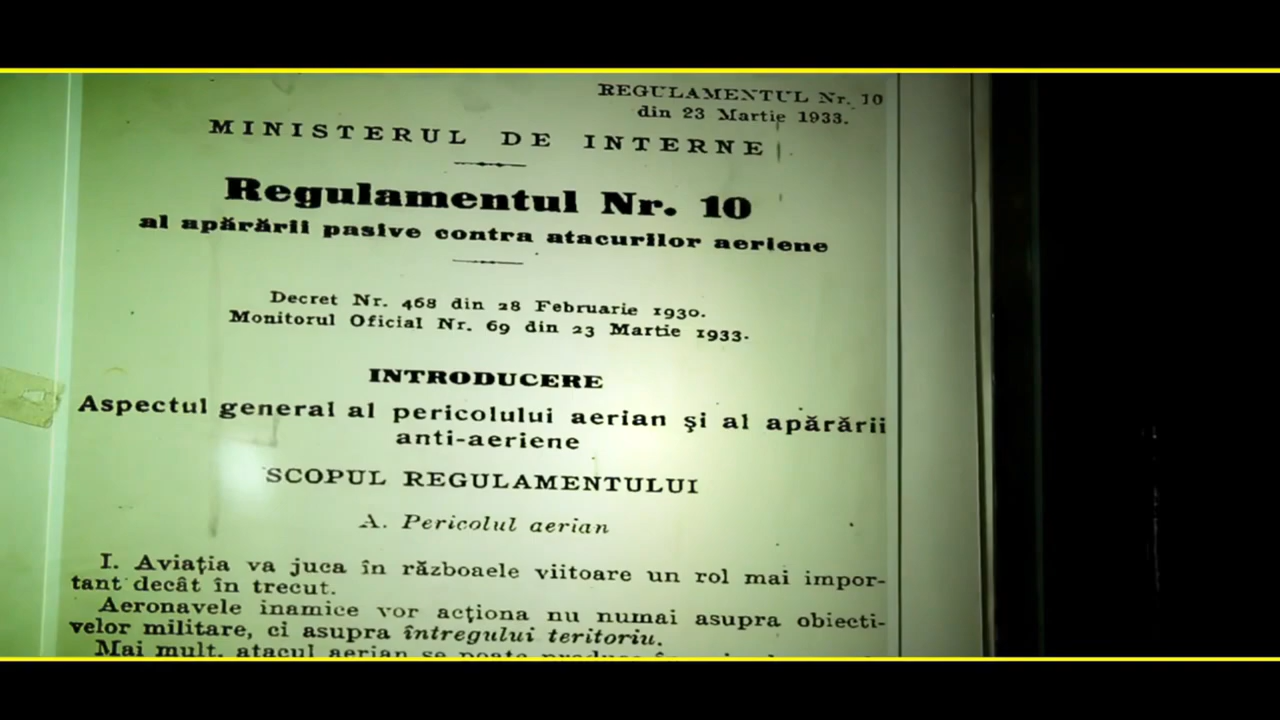 REGULAMENTUL Nr. 10
din 23 Martie 1933.
MINISTERUL DE INTERNE
Regulamentul Nr. 10
al apărării pasive contra atacurilor aeriene
Decret Nr. 468 din 28 Februarie 1930.
Monitorul Oficial Nr. 69 din 23 Martie 1933.
INTRODUCERE
Aspectul general al pericolului aerian şi al apărării
anti-aeriene
SCOPUL REGULAMENTULUI
A. Pericolul aerian
I. Aviaţia va juca în războaele viitoare un rol mai impor-
tant decât în trecut.
Aeronavele inamice vor acţiona nu numai asupra obiecti-
velor militare, ci asupra întregului teritoriu.
Mai mult, atacul aerian se poate